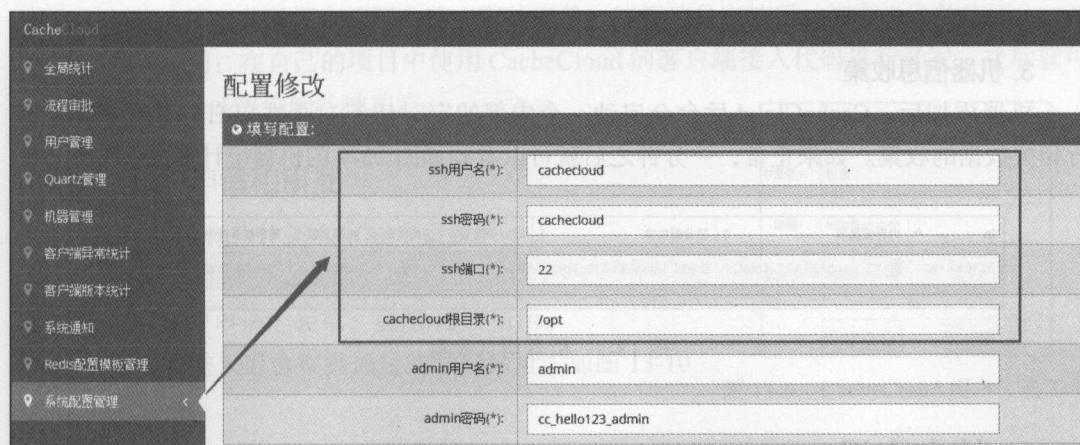 CacheCloud
全局统计
流程审批
用户管理
Quartz管理
机器管理
客户端异常统计
客户端版本统计
系统通知
Redis配置模板管理
系统配置管理
配置修改
填写配置:
ssh用户名(*): cachecloud
ssh密码(*): cachecloud
ssh端口(*): 22
cachecloud根目录(*): /opt
admin用户名(*): admin
admin密码(*): cc_hello123_admin